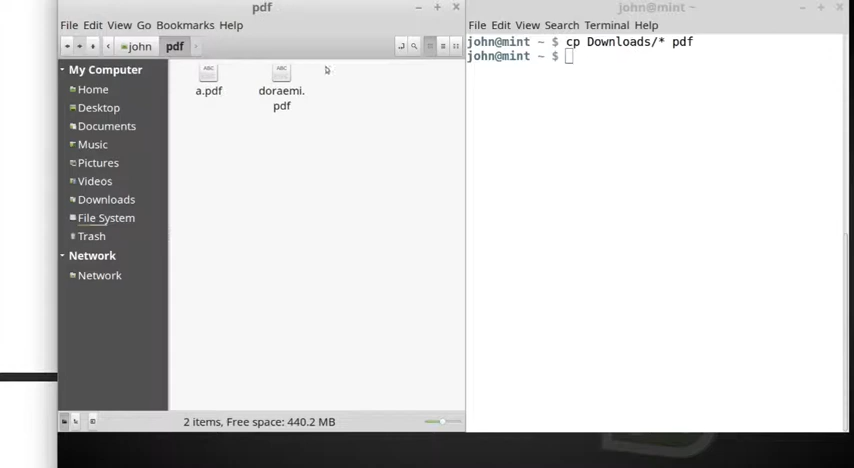 pdf
File Edit View Go Bookmarks Help
john pdf
My Computer
Home
Desktop
Documents
Music
Pictures
Videos
Downloads
File System
Trash
Network
Network
ABC
a.pdf
ABC
doraemi.
pdf
2 items, Free space: 440.2 MB
john@mint ~
File Edit View Search Terminal Help
john@mint ~ $ cp Downloads/* pdf
john@mint ~ $